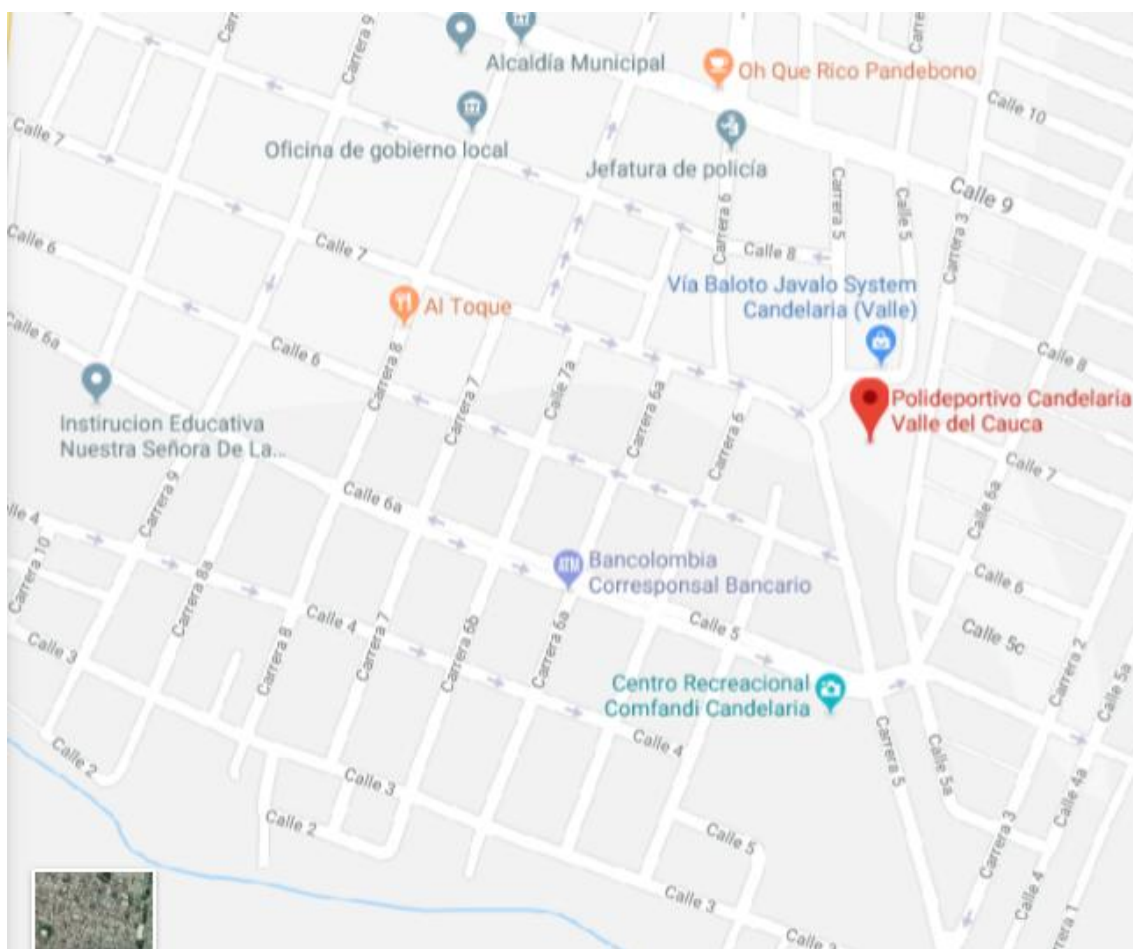 Carrera 9
Alcaldía Municipal
Oh Que Rico Pandebono
Calle 10
Carrera 9
Calle 7
Oficina de gobierno local
Jefatura de policía
Calle 9
Carrera 6
Carrera 5
Calle 5
Carrera 3
Calle 6
Calle 7
Calle 8
Vía Baloto Javalo System
Candelaria (Valle)
Al Toque
Calle 6a
Calle 6
Calle 8
Carrera 8
Carrera 7
Calle 7a
Carrera 6a
Carrera 6
Polideportivo Candelaria
Valle del Cauca
Institucion Educativa
Nuestra Señora De La...
Calle 7
Calle 6a
Carrera 9
Calle 6a
Calle 4
Carrera 10
Carrera 8a
Bancolombia
Corresponsal Bancario
Calle 6
Calle 5
Calle 5c
Calle 4
Carrera 8
Carrera 7
Carrera 6b
Carrera 6a
Calle 3
Centro Recreacional
Comfandi Candelaria
Carrera 2
Calle 5a
Calle 4
Carrera 5
Calle 5a
Calle 2
Calle 3
Calle 4a
Calle 2
Calle 5
Carrera 3
Calle 4
Calle 3